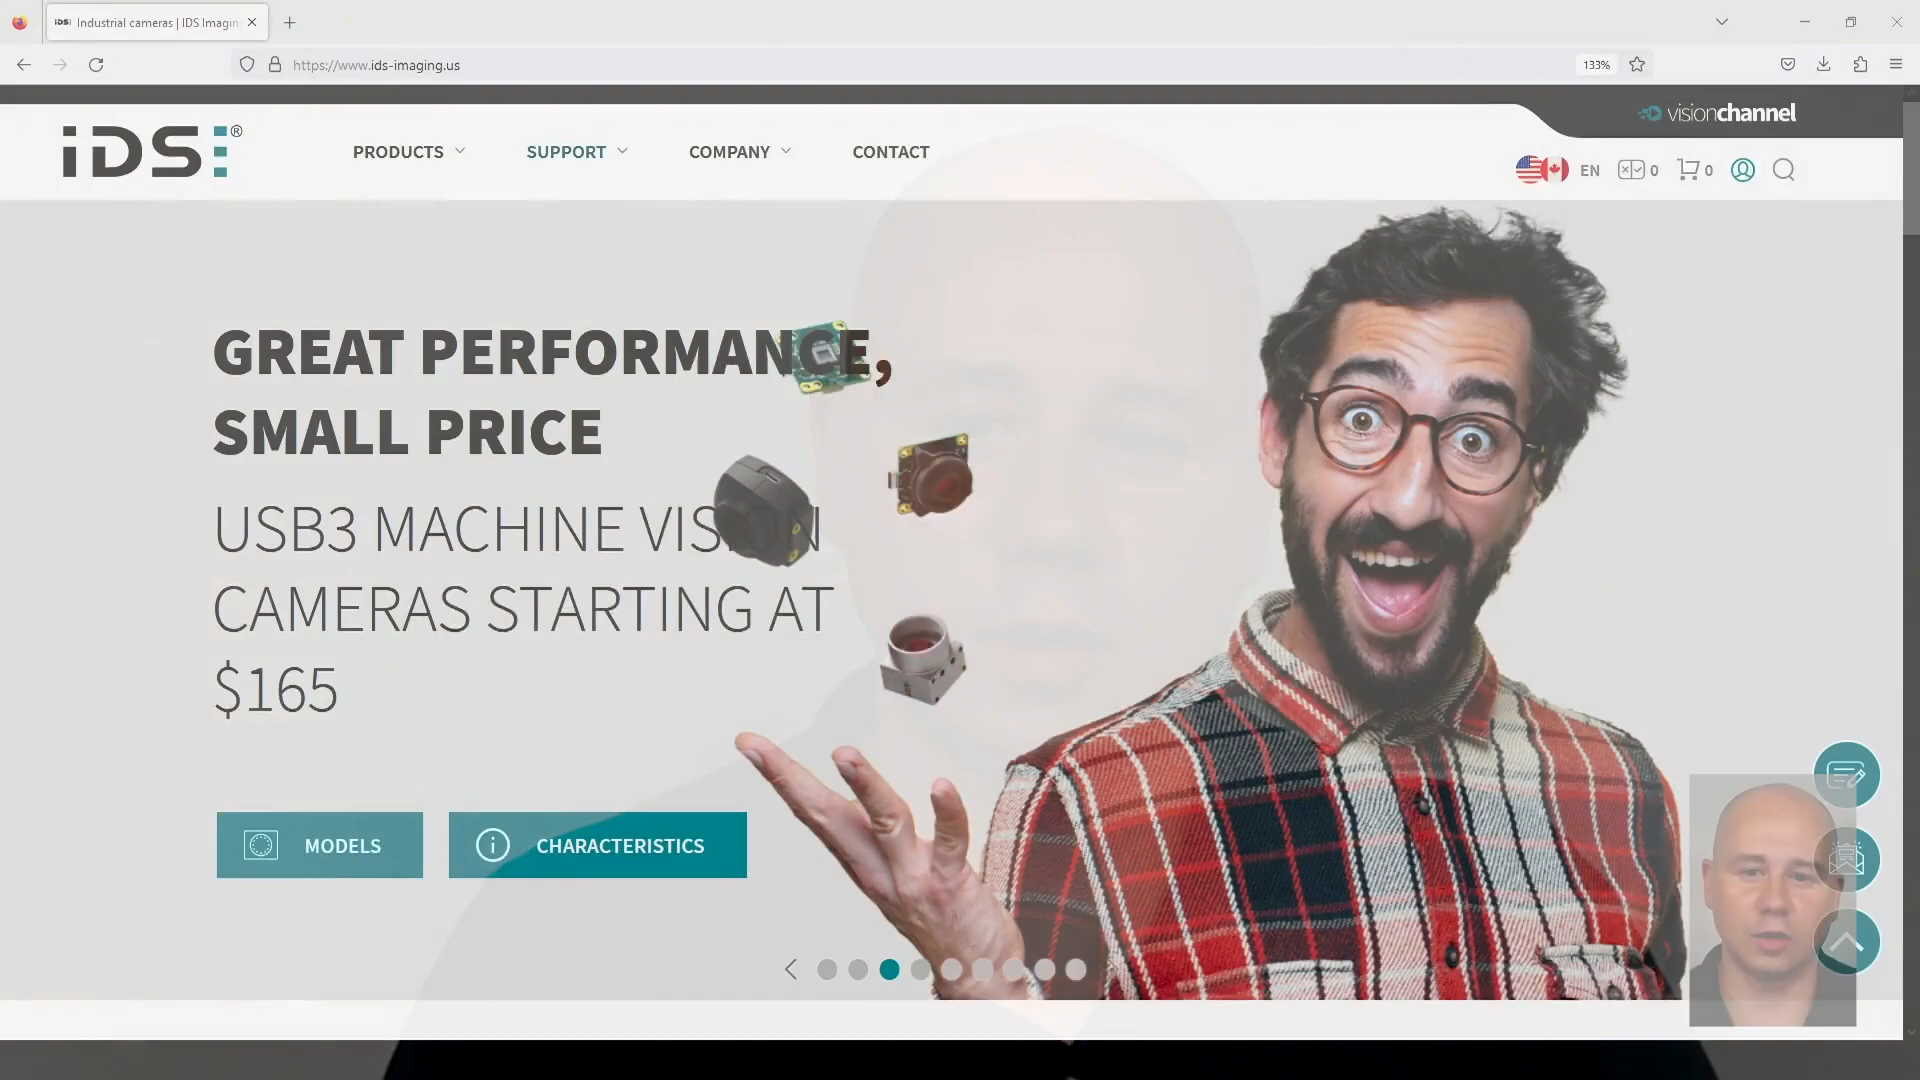 iDS Industrial cameras | IDS Imagin
https://www.ids-imaging.us
133%
visionchannel
iDS®
PRODUCTS
SUPPORT
COMPANY
CONTACT
EN
0
0
GREAT PERFORMANCE,
SMALL PRICE
USB3 MACHINE VISION
CAMERAS STARTING AT
$165
MODELS
CHARACTERISTICS